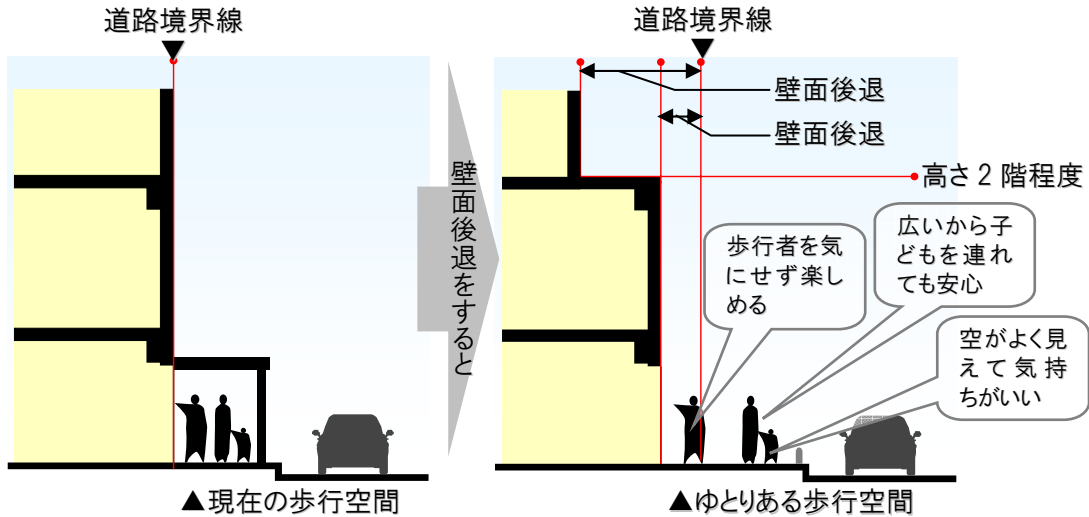 道路境界線
▼
道路境界線
▼
壁面後退
壁面後退
高さ2階程度
壁面後退をすると
歩行者を気
にせず楽し
める
広いから子
どもを連れ
ても安心
空がよく見
えて気持
ちがいい
▲現在の歩行空間
▲ゆとりある歩行空間